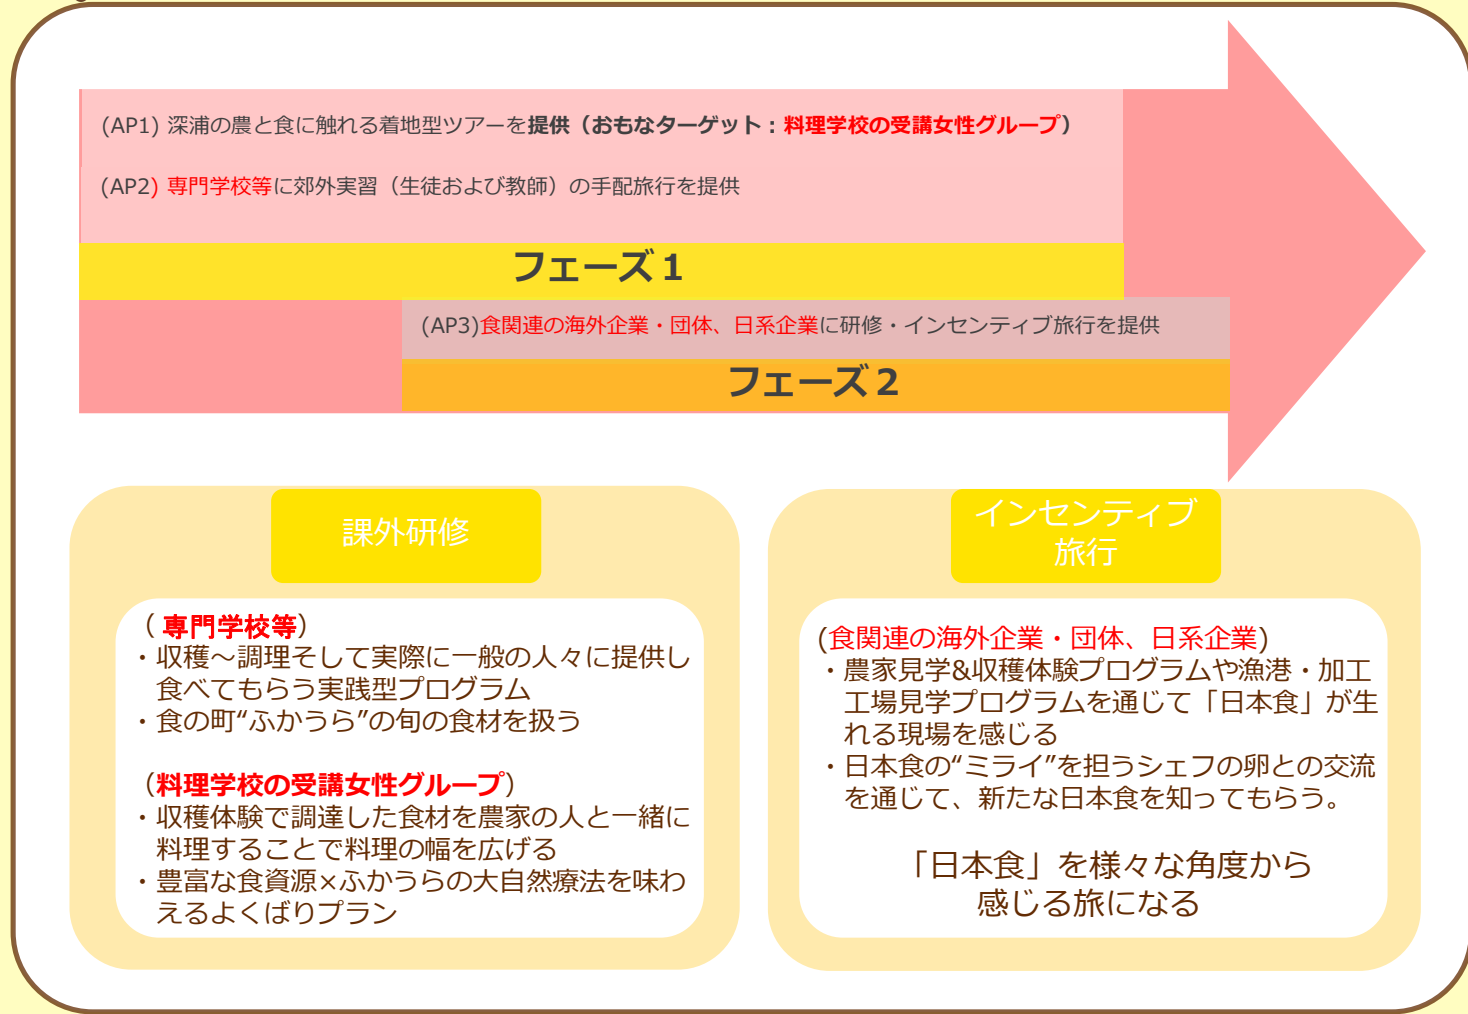 (AP1) 深浦の農と食に触れる着地型ツアーを提供（おもなターゲット：料理学校の受講女性グループ）
(AP2) 専門学校等に郊外実習（生徒および教師）の手配旅行を提供
フェーズ１
(AP3)食関連の海外企業・団体、日系企業に研修・インセンティブ旅行を提供
フェーズ２
課外研修
（専門学校等）
・収穫～調理そして実際に一般の人々に提供し
食べてもらう実践型プログラム
・食の町“ふかうら”の旬の食材を扱う
（料理学校の受講女性グループ）
・収穫体験で調達した食材を農家の人と一緒に
料理することで料理の幅を広げる
・豊富な食資源×ふかうらの大自然療法を味わ
えるよくばりプラン
インセンティブ
旅行
(食関連の海外企業・団体、日系企業)
・農家見学&収穫体験プログラムや漁港・加工
工場見学プログラムを通じて「日本食」が生
れる現場を感じる
・日本食の“ミライ”を担うシェフの卵との交流
を通じて、新たな日本食を知ってもらう。
「日本食」を様々な角度から
感じる旅になる